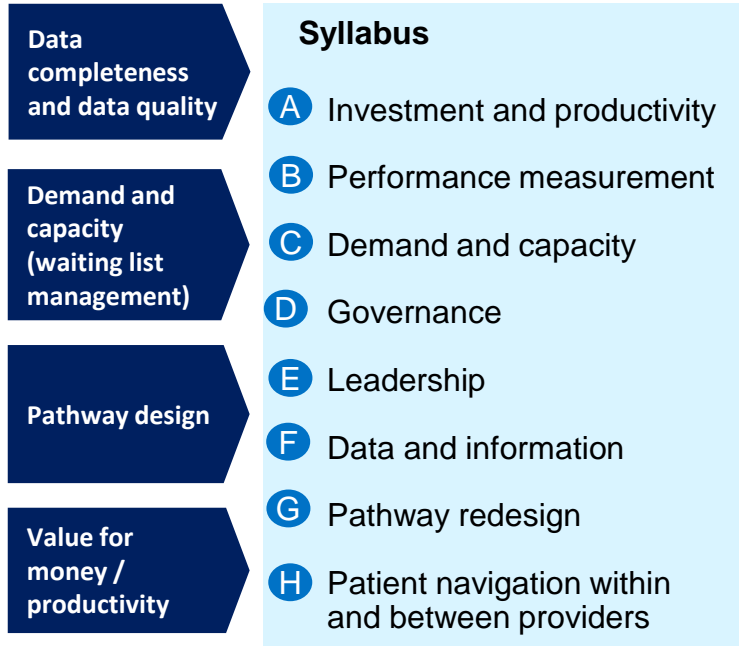 Data
completeness
and data quality
Demand and
capacity
(waiting list
management)
Pathway design
Value for
money /
productivity
Syllabus
A Investment and productivity
B Performance measurement
C Demand and capacity
D Governance
E Leadership
F Data and information
G Pathway redesign
H Patient navigation within
and between providers